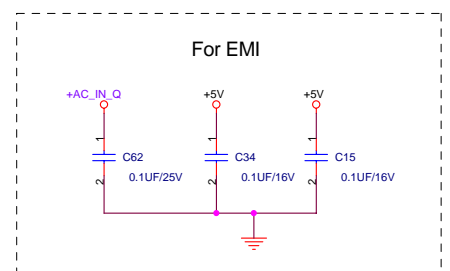 For EMI
+AC_IN_Q +5V +5V
1 1 1
C62 C34 C15
2 0.1UF/25V 2 0.1UF/16V 2 0.1UF/16V